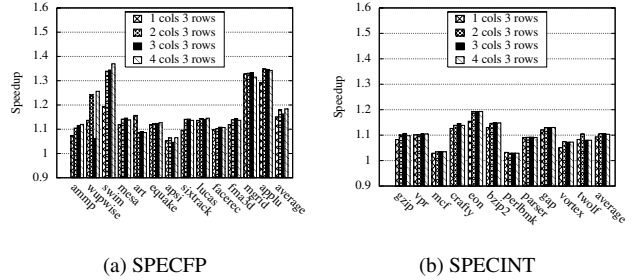 1.6
1.5
1.4
1.3
1.2
1.1
1
0.9
Speedup
1 cols 3 rows
2 cols 3 rows
3 cols 3 rows
4 cols 3 rows
ammp
wupwise
swim
mesa
art
equake
apsi
sixtrack
lucas
facerec
fma3d
mgrid
applu
average
(a) SPECFP
1.6
1.5
1.4
1.3
1.2
1.1
1
0.9
Speedup
1 cols 3 rows
2 cols 3 rows
3 cols 3 rows
4 cols 3 rows
gzip
vpr
mcf
crafty
eon
bzip2
perlbmk
parser
gap
vortex
twolf
average
(b) SPECINT